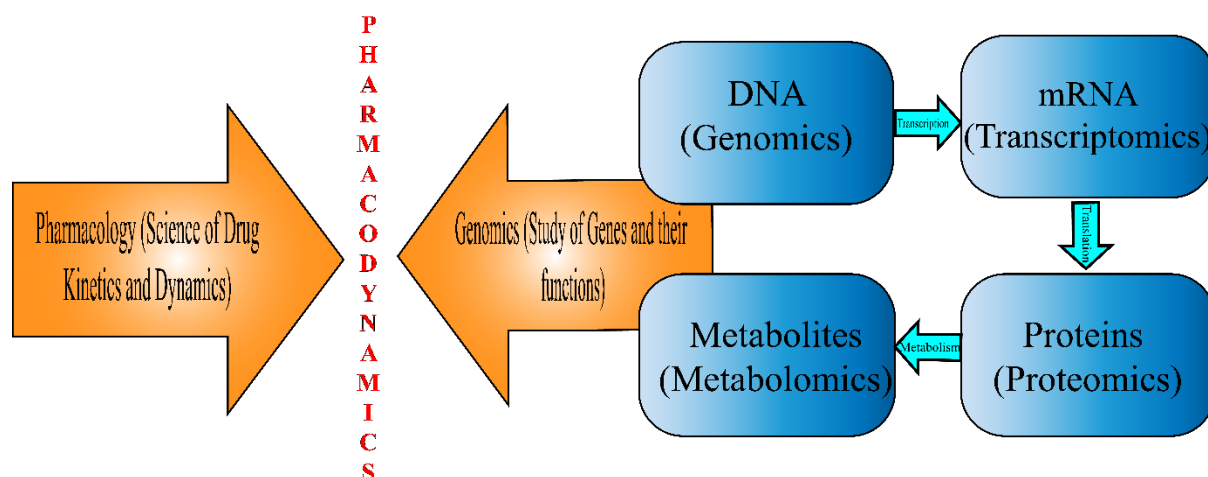 PHARMACODYNAMICS
Pharmacology (Science of Drug
Kinetics and Dynamics)
Genomics (Study of Genes and their
functions)
DNA
(Genomics)
Transcription
mRNA
(Transcriptomics)
Translation
Proteins
(Proteomics)
Metabolism
Metabolites
(Metabolomics)